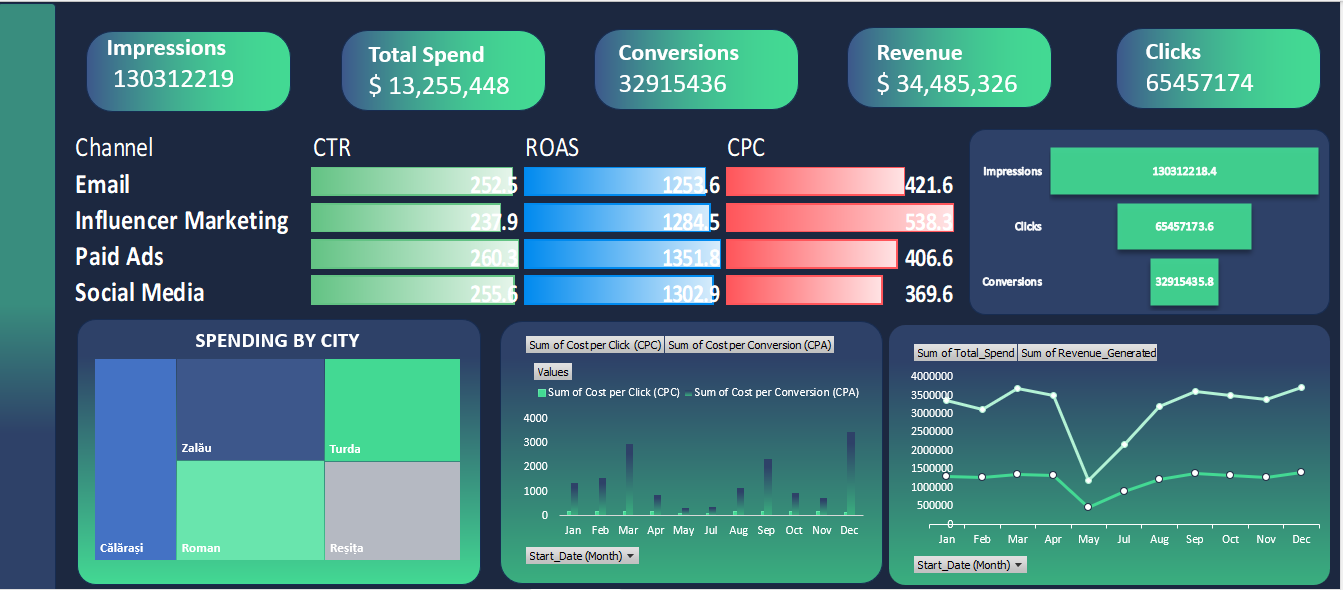 Impressions
130312219
Total Spend
$ 13,255,448
Conversions
32915436
Revenue
$ 34,485,326
Clicks
65457174
Channel CTR ROAS CPC
Email 252.5 1253.6 421.6
Influencer Marketing 237.9 1284.5 538.3
Paid Ads 260.3 1351.8 406.6
Social Media 255.6 1302.9 369.6
Impressions 130312218.4
Clicks 65457173.6
Conversions 32915435.8
SPENDING BY CITY
Zalău
Turda
Călărași
Roman
Reșița
Sum of Cost per Click (CPC) Sum of Cost per Conversion (CPA)
Values
Sum of Cost per Click (CPC) Sum of Cost per Conversion (CPA)
4000
3000
2000
1000
0
Jan Feb Mar Apr May Jul Aug Sep Oct Nov Dec
Start_Date (Month)
Sum of Total_Spend Sum of Revenue_Generated
4000000
3500000
3000000
2500000
2000000
1500000
1000000
500000
0
Jan Feb Mar Apr May Jul Aug Sep Oct Nov Dec
Start_Date (Month)